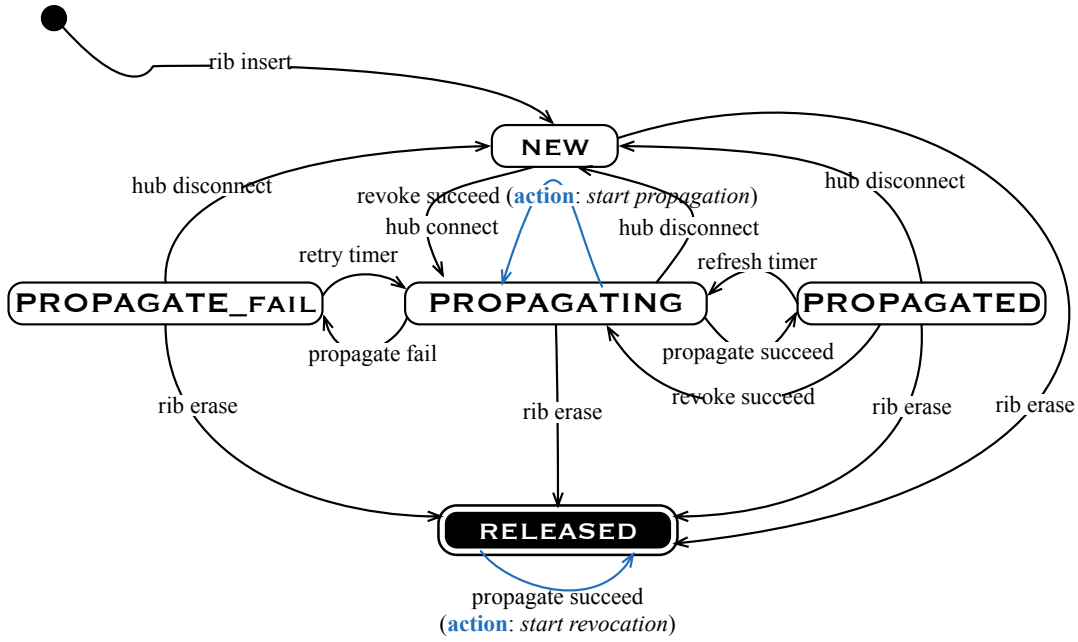 rib insert
NEW
hub disconnect
hub disconnect
revoke succeed (action: start propagation)
hub connect
hub disconnect
retry timer
refresh timer
PROPAGATE_FAIL
PROPAGATING
PROPAGATED
propagate fail
propagate succeed
revoke succeed
rib erase
rib erase
rib erase
rib erase
RELEASED
propagate succeed
(action: start revocation)